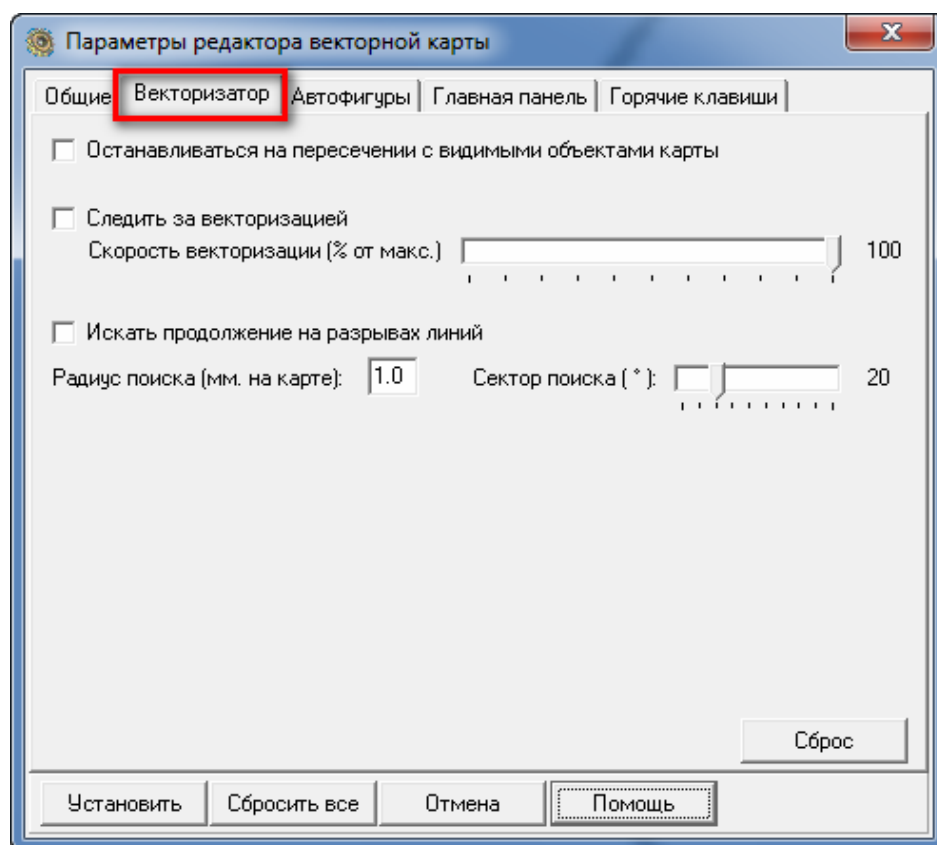 Параметры редактора векторной карты
Общие Векторизатор Автофигуры Главная панель Горячие клавиши
Останавливаться на пересечении с видимыми объектами карты
Следить за векторизацией
Скорость векторизации (% от макс.) 100
Искать продолжение на разрывах линий
Радиус поиска (мм. на карте): 1.0 Сектор поиска ( ° ): 20
Сброс
Установить Сбросить все Отмена Помощь